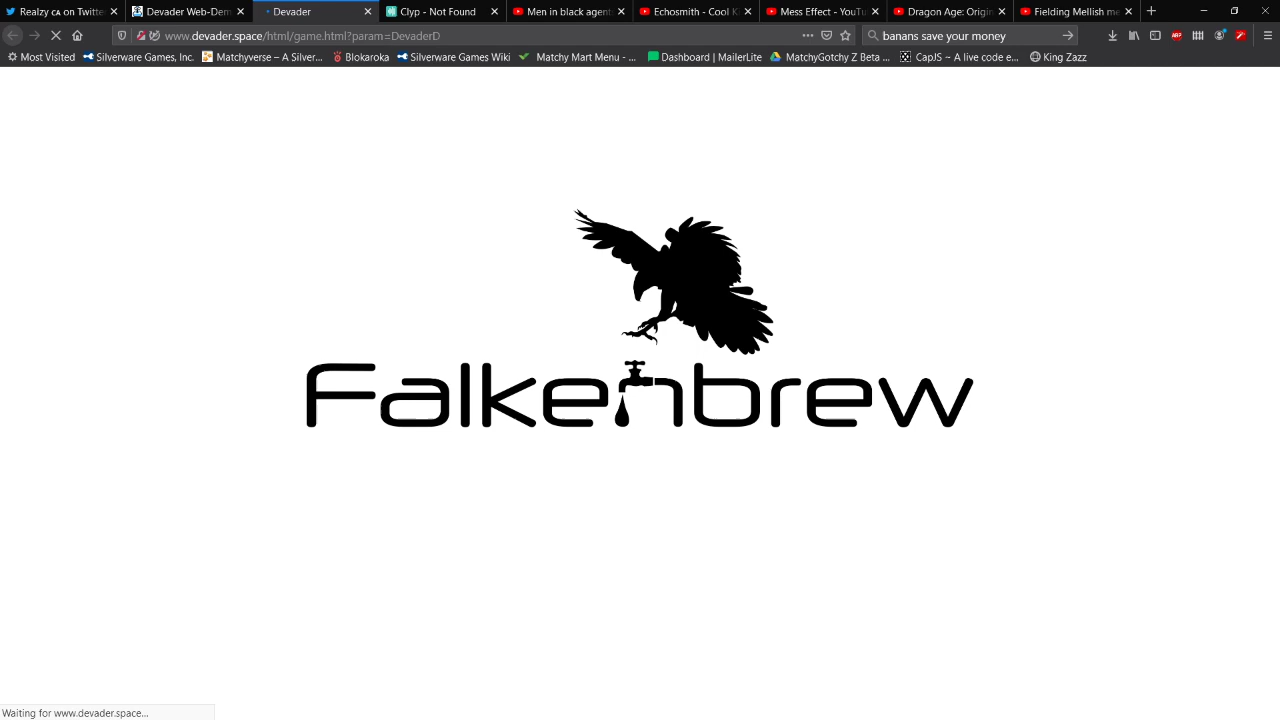 Realzy ᴄᴀ on Twitte
Devader Web-Dem
Devader
Clyp - Not Found
Men in black agent
Echosmith - Cool K
Mess Effect - YouTu
Dragon Age: Origin
Fielding Mellish me
www.devader.space/html/game.html?param=DevaderD
banans save your money
ABP
Most Visited
Silverware Games, Inc.
Matchyverse – A Silver...
Blokaroka
Silverware Games Wiki
Matchy Mart Menu - ...
Dashboard | MailerLite
MatchyGotchy Z Beta ...
CapJS ~ A live code e...
King Zazz
Falkenbrew
Waiting for www.devader.space...